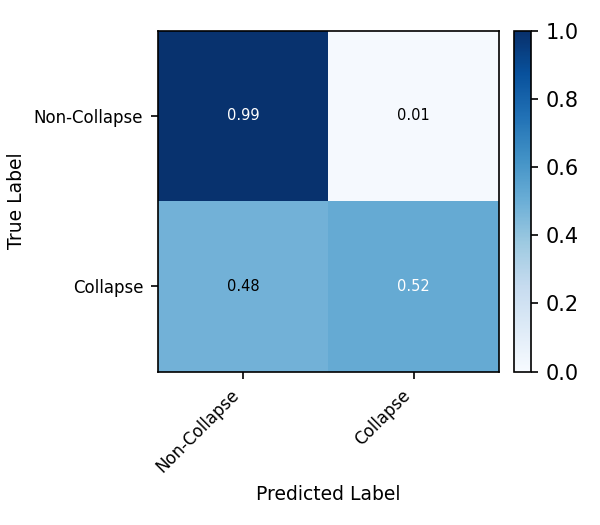 True Label
Non-Collapse
Collapse
0.99
0.01
0.48
0.52
Non-Collapse
Collapse
Predicted Label
1.0
0.8
0.6
0.4
0.2
0.0